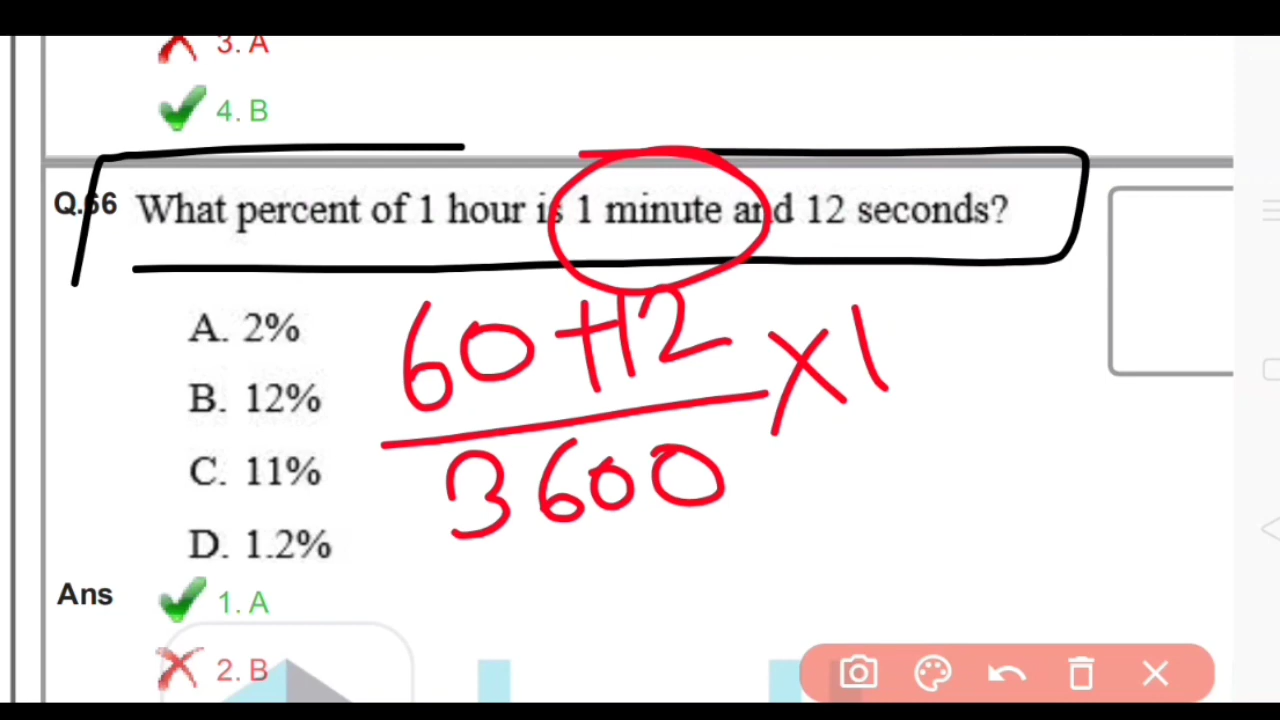 3. A
4. B
Q.66 What percent of 1 hour is 1 minute and 12 seconds?
A. 2%
60+12
×1
B. 12%
3600
C. 11%
D. 1.2%
Ans
1. A
2. B